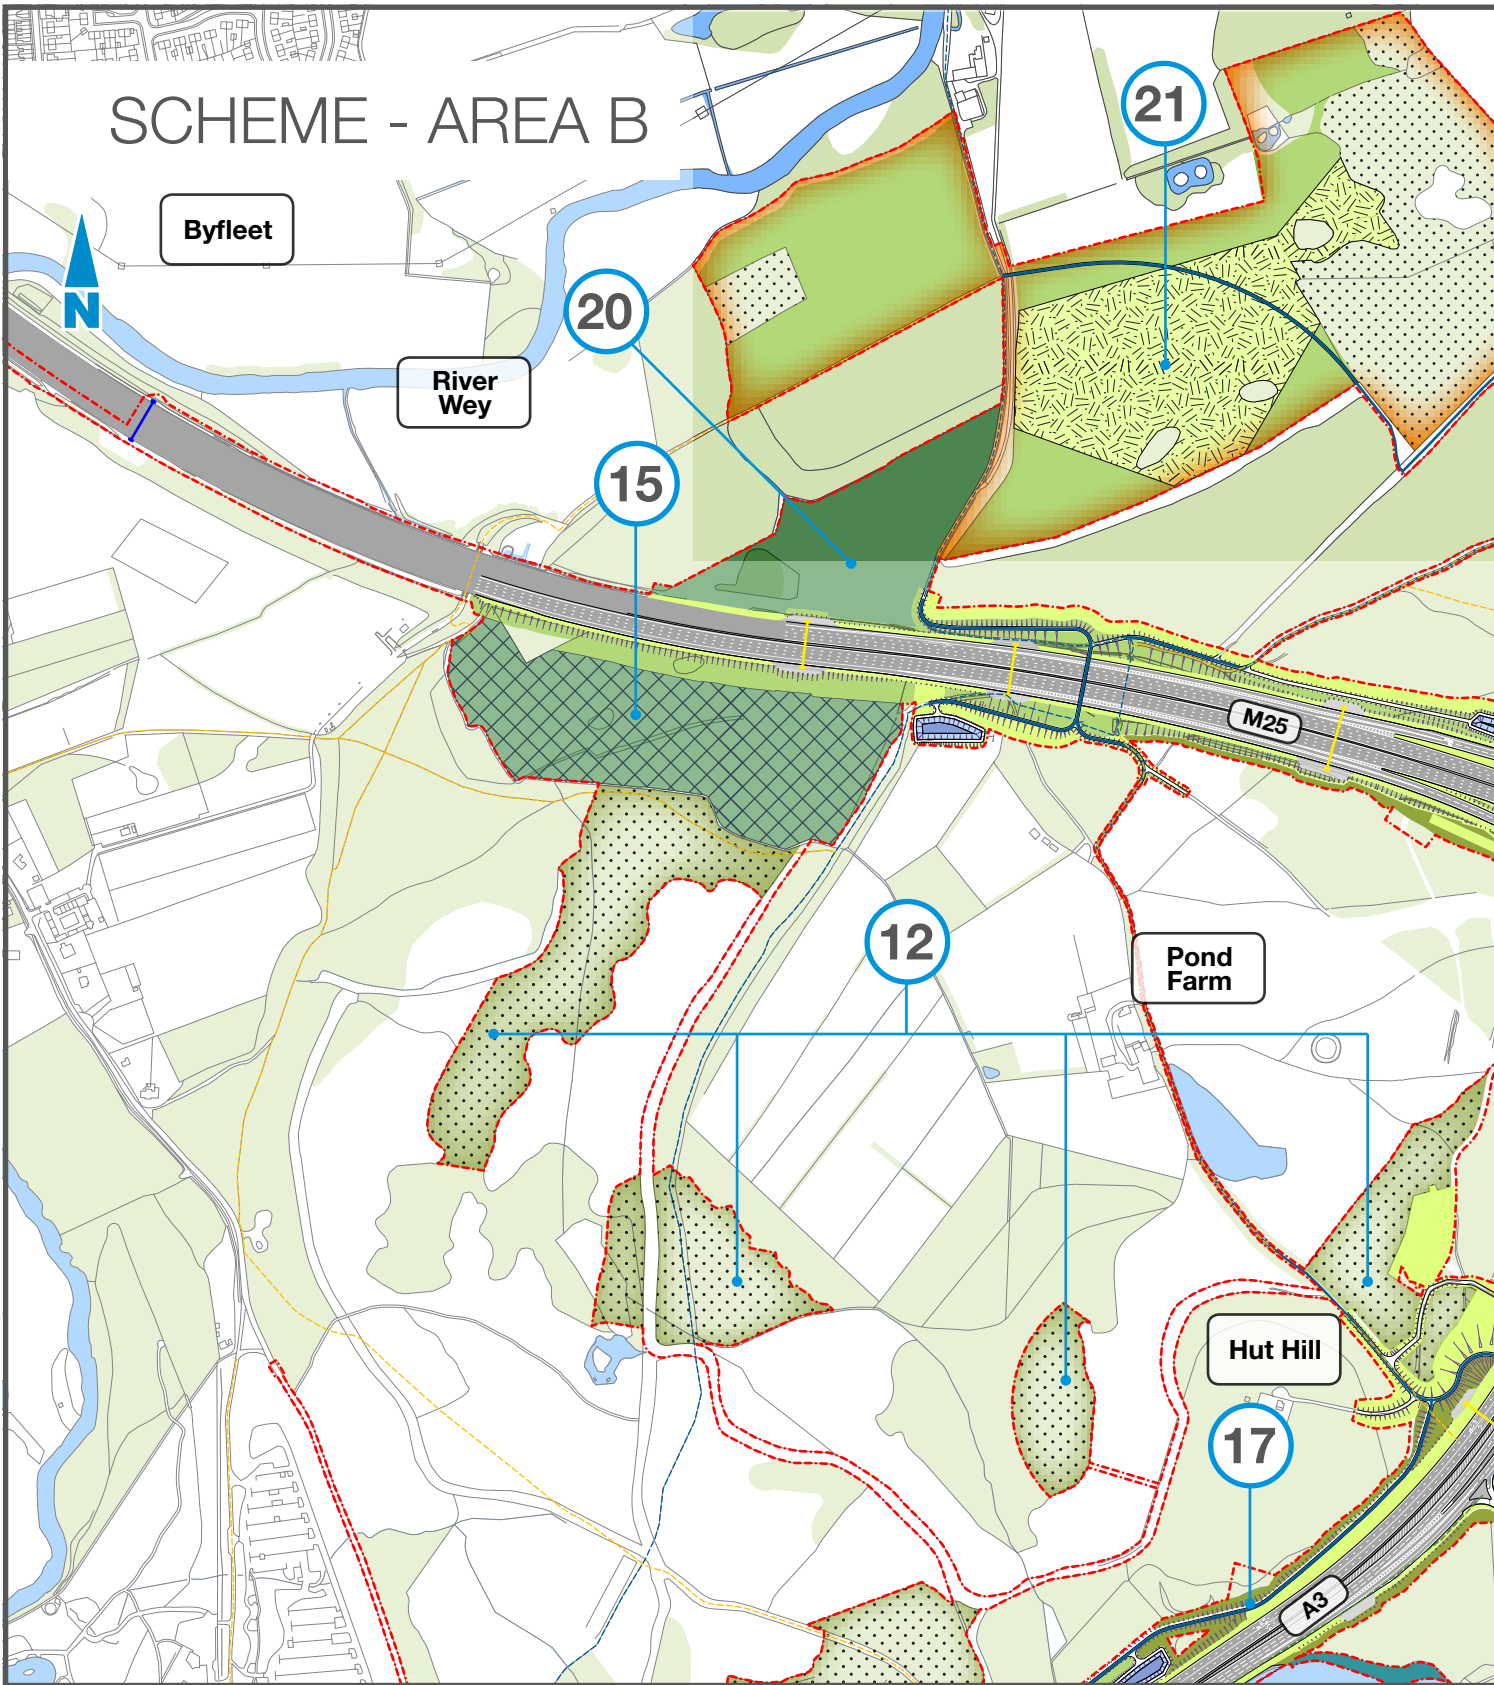 SCHEME - AREA B
21
Byfleet
N
20
River
Wey
15
M25
12
Pond
Farm
Hut Hill
17
A3